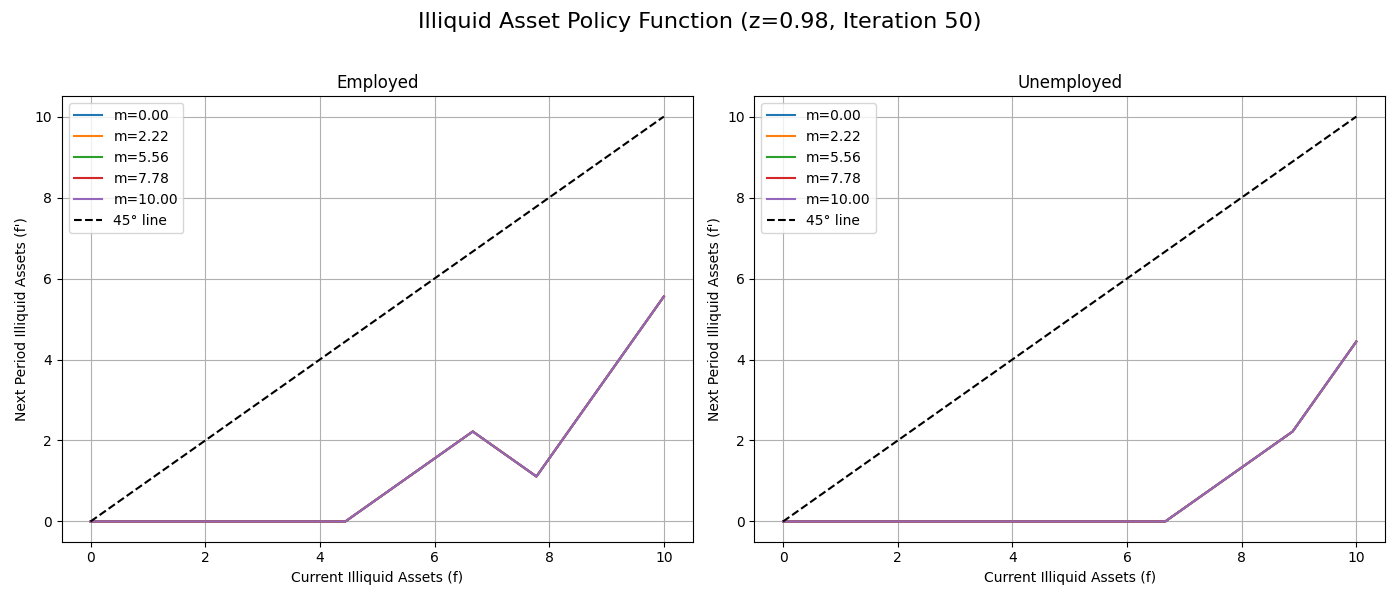 Illiquid Asset Policy Function (z=0.98, Iteration 50)
Employed
m=0.00
m=2.22
m=5.56
m=7.78
m=10.00
45° line
10
8
6
4
2
0
Next Period Illiquid Assets (f')
0 2 4 6 8 10
Current Illiquid Assets (f)
Unemployed
m=0.00
m=2.22
m=5.56
m=7.78
m=10.00
45° line
10
8
6
4
2
0
Next Period Illiquid Assets (f')
0 2 4 6 8 10
Current Illiquid Assets (f)